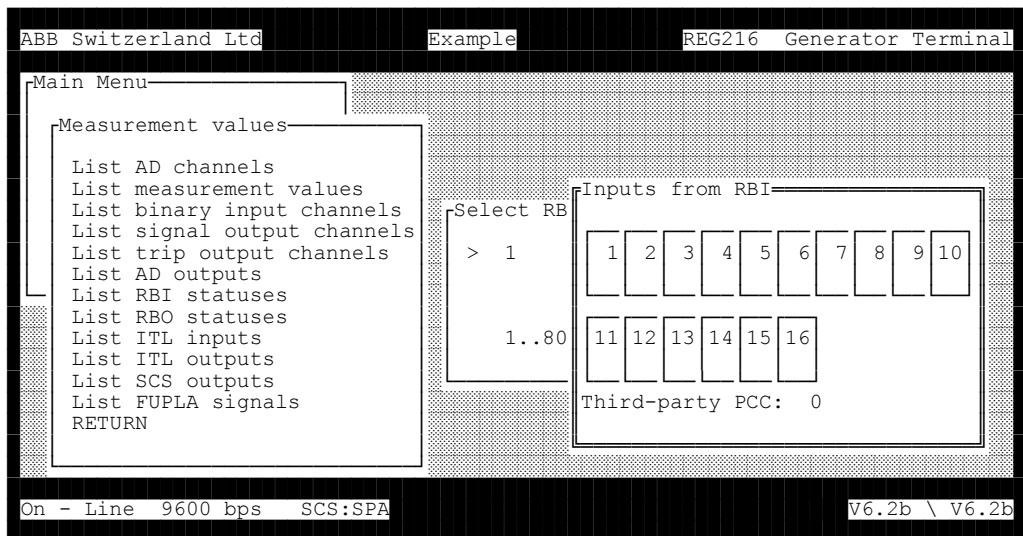 ABB Switzerland Ltd Example REG216 Generator Terminal
Main Menu
Measurement values
List AD channels
List measurement values
List binary input channels
List signal output channels
List trip output channels
List AD outputs
List RBI statuses
List RBO statuses
List ITL inputs
List ITL outputs
List SCS outputs
List FUPLA signals
RETURN
Select RB
> 1
1..80
Inputs from RBI
1 2 3 4 5 6 7 8 9 10
11 12 13 14 15 16
Third-party PCC: 0
On - Line 9600 bps SCS:SPA V6.2b \ V6.2b